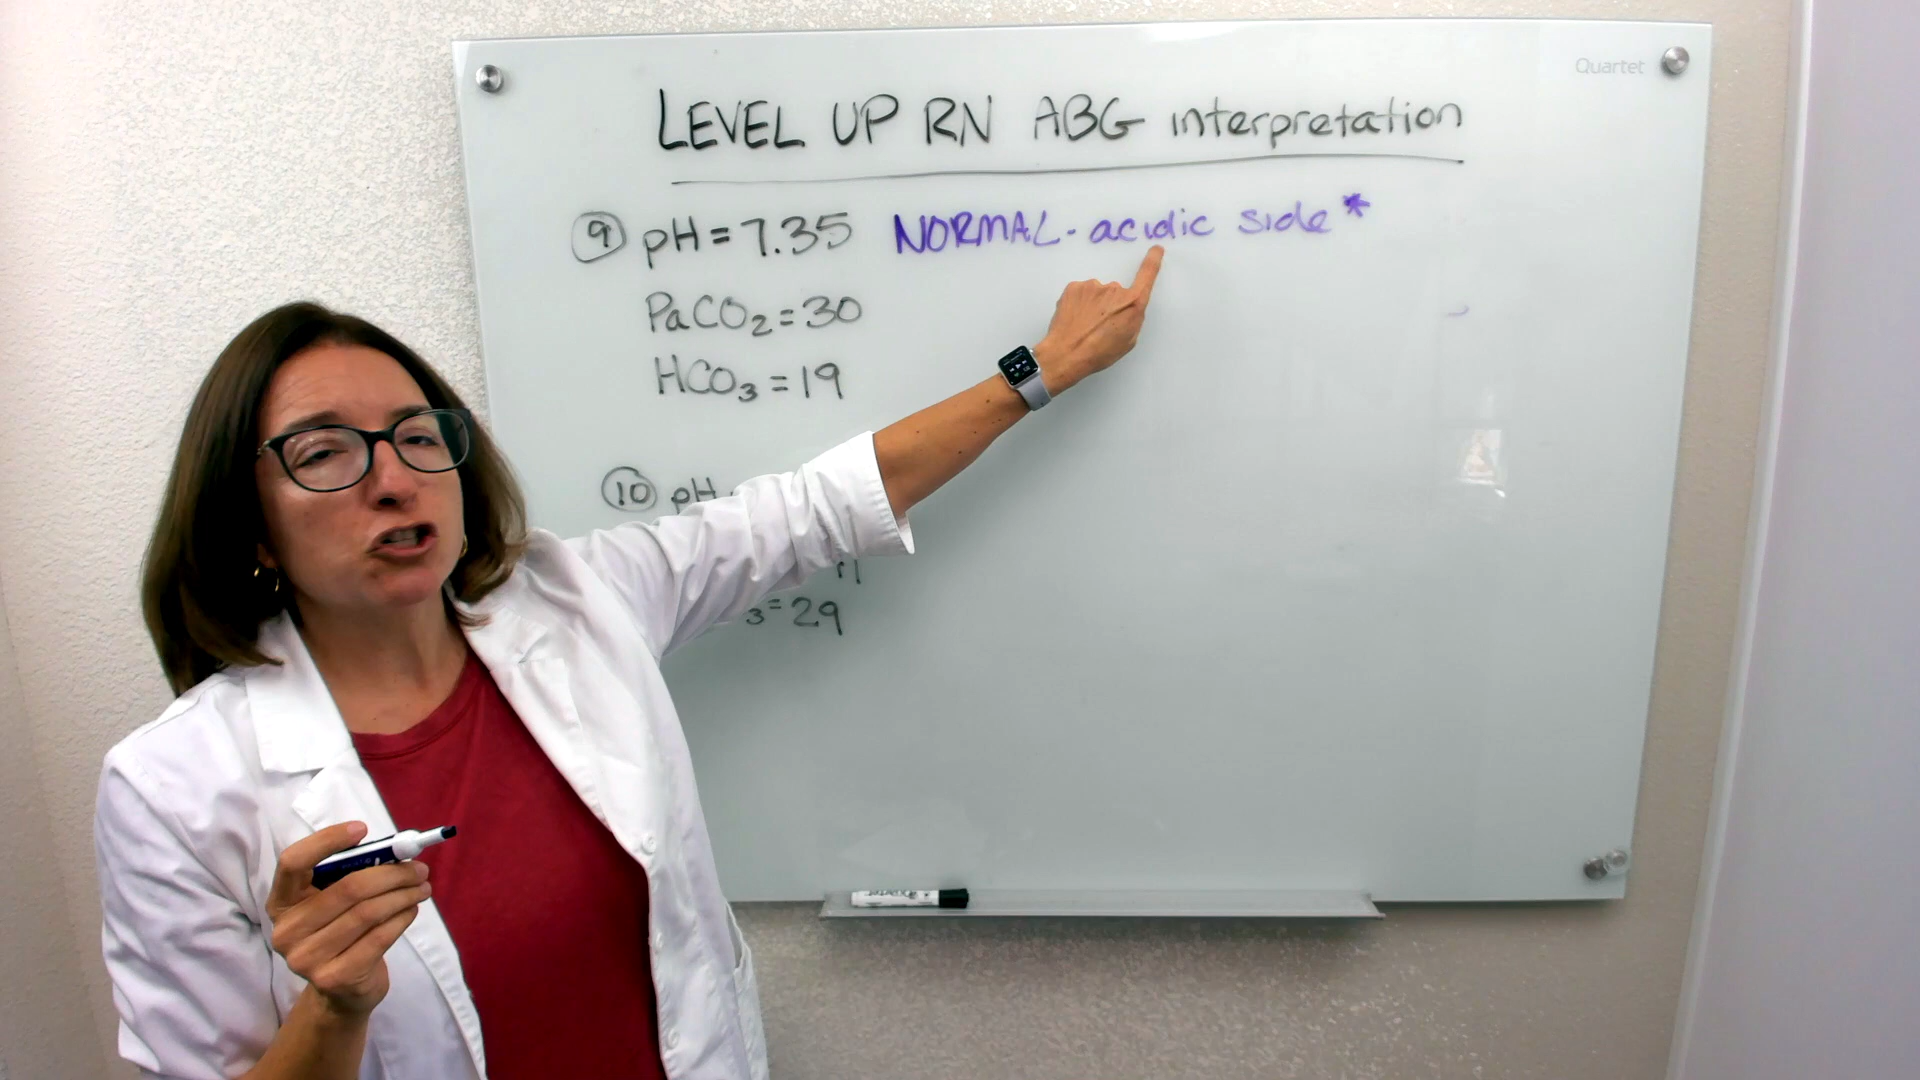 Quartet
LEVEL UP RN ABG interpretation
9 pH = 7.35 NORMAL - acidic side*
PaCO2 = 30
HCO3 = 19
10 pH
3 = 29